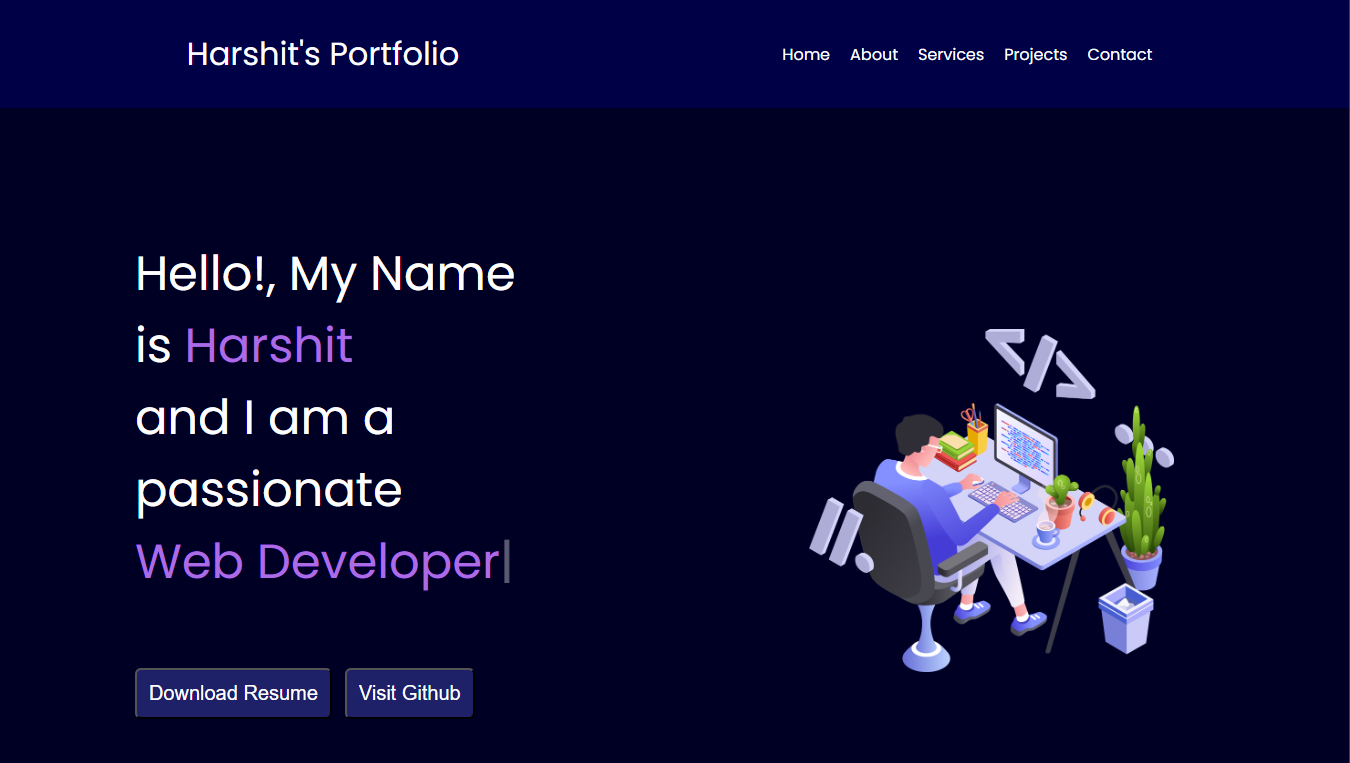 Harshit's Portfolio
Home About Services Projects Contact
Hello!, My Name
is Harshit
and I am a
passionate
Web Developer|
Download Resume
Visit Github